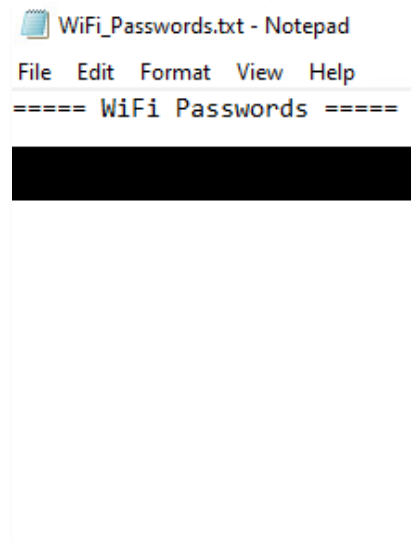 WiFi_Passwords.txt - Notepad
File Edit Format View Help
===== WiFi Passwords =====